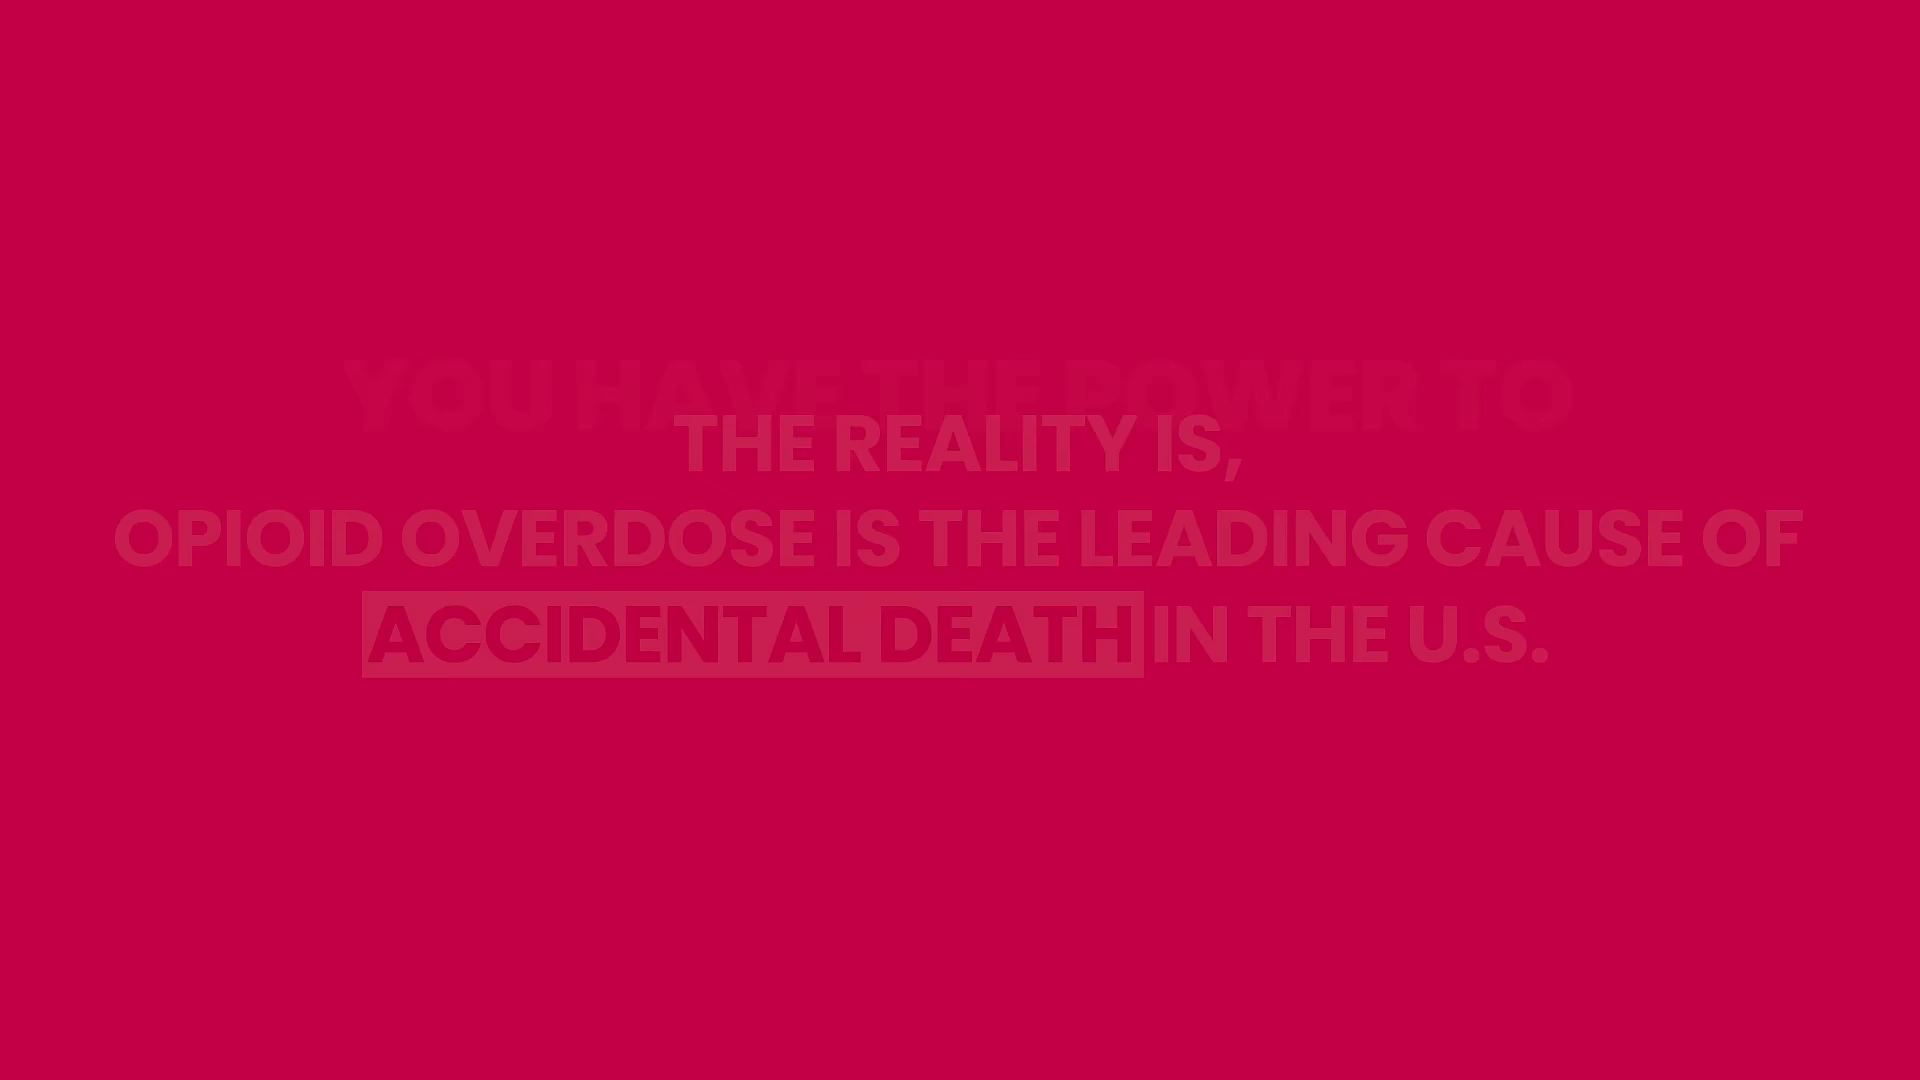 YOU HAVE THE POWER TO
THE REALITY IS,
OPIOID OVERDOSE IS THE LEADING CAUSE OF
ACCIDENTAL DEATH IN THE U.S.